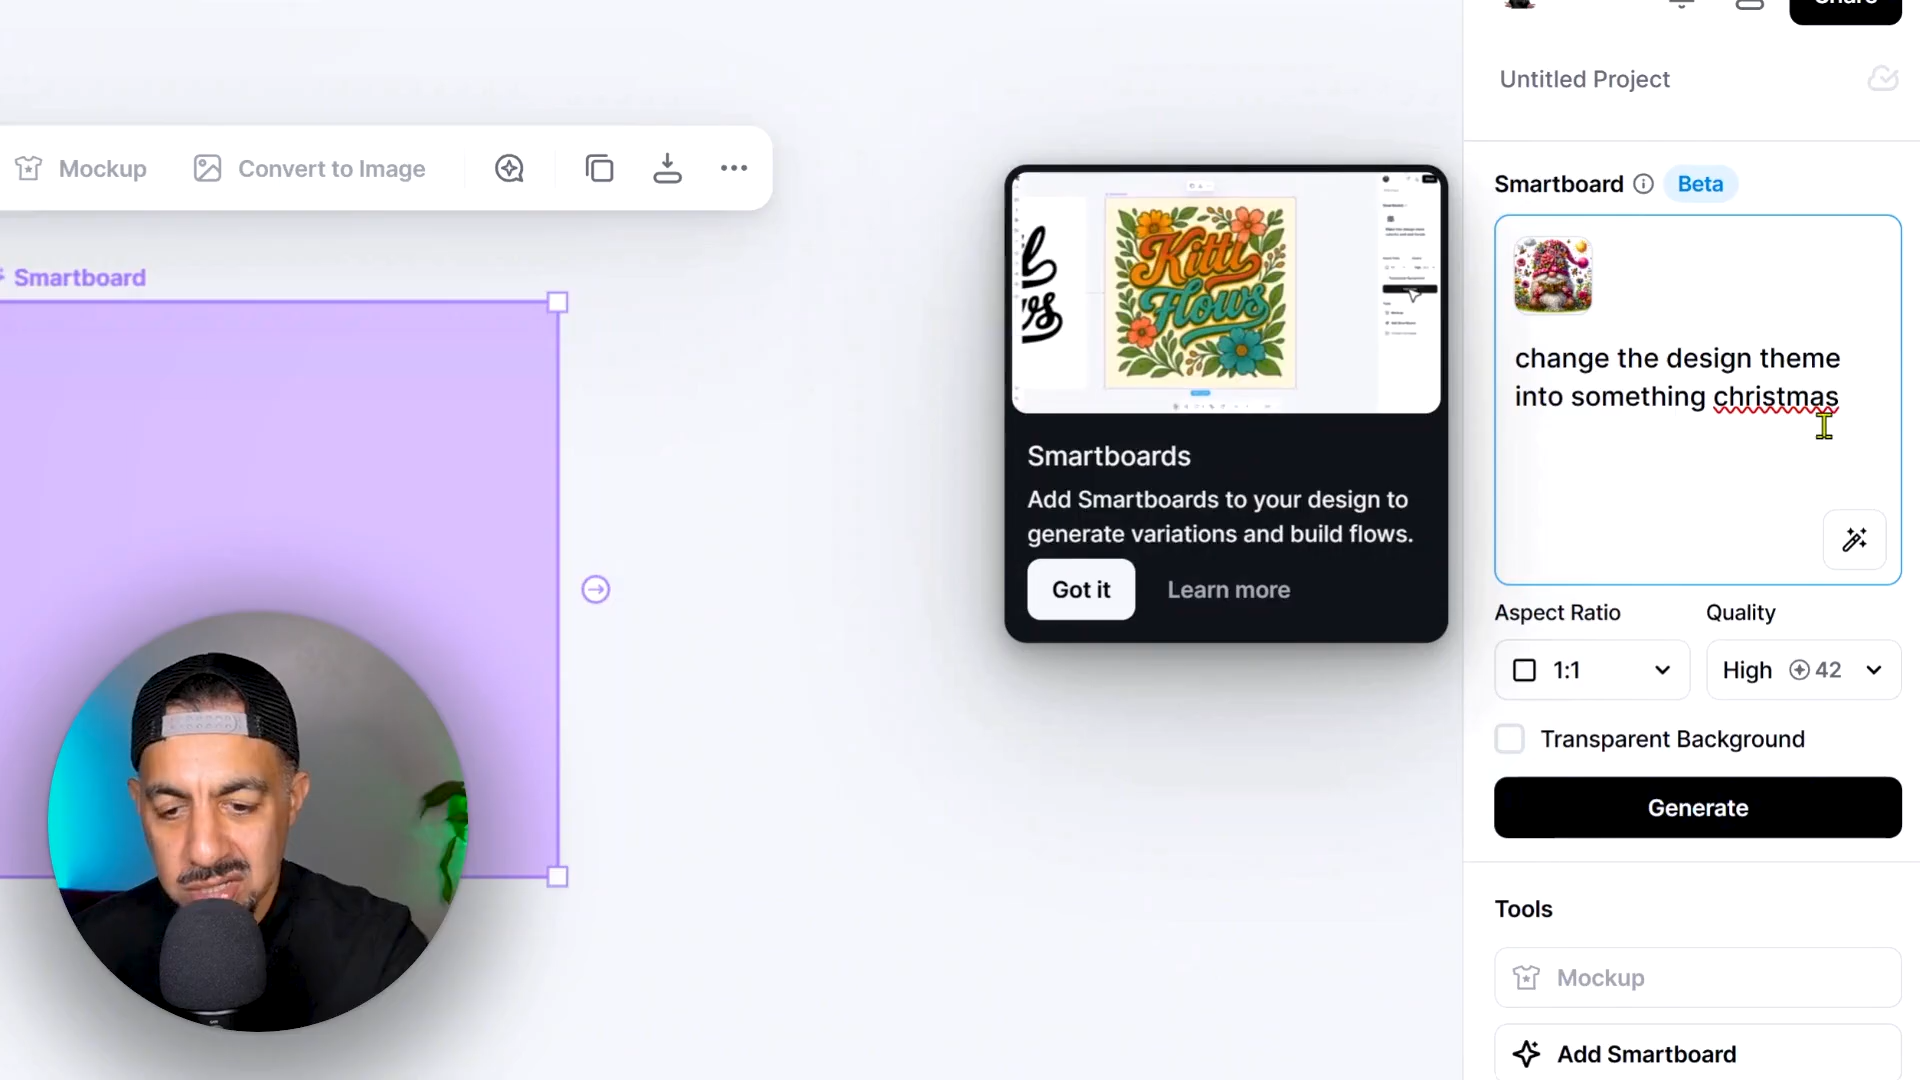 Share
Untitled Project
Mockup
Convert to Image
Smartboard
Beta
Smartboard
Kittl
Flows
change the design theme
into something christmas
Smartboards
Add Smartboards to your design to
generate variations and build flows.
Got it
Learn more
Aspect Ratio
Quality
1:1
High
42
Transparent Background
Generate
Tools
Mockup
Add Smartboard